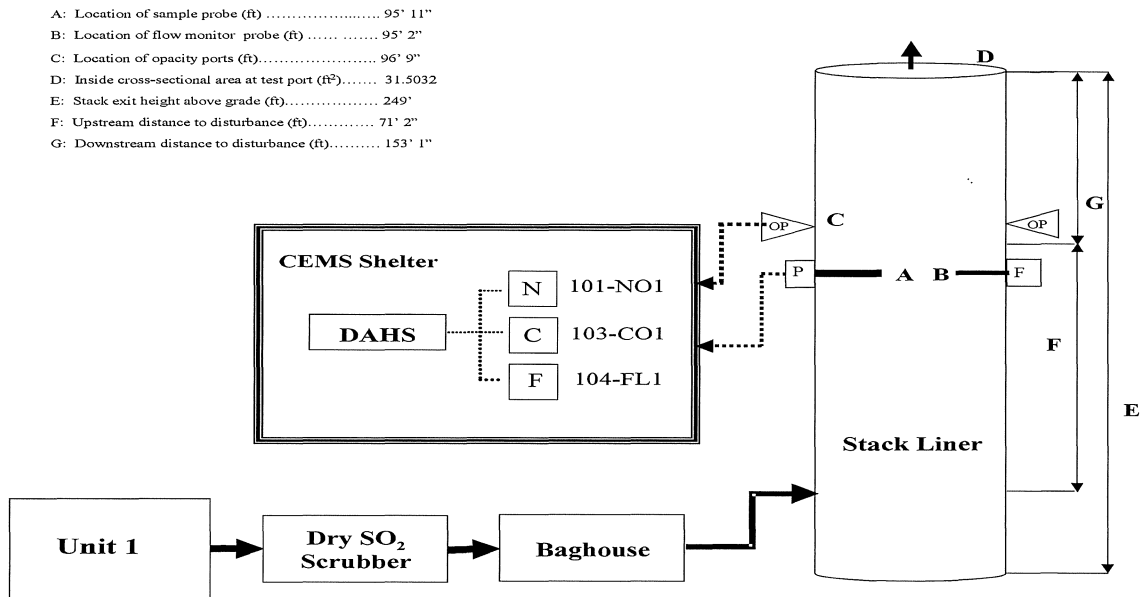 A: Location of sample probe (ft) ………………...….. 95' 11"
B: Location of flow monitor probe (ft) …… ……. 95' 2"
C: Location of opacity ports (ft)…………………. 96' 9"
D: Inside cross-sectional area at test port (ft²)……. 31.5032
E: Stack exit height above grade (ft)…………… 249'
F: Upstream distance to disturbance (ft)…………. 71' 2"
G: Downstream distance to disturbance (ft)……… 153' 1"
D
G
OP
C
OP
CEMS Shelter
N 101-NO1
P
A
B
F
DAHS
C 103-CO1
F
F 104-FL1
E
Stack Liner
Unit 1
Dry SO₂
Scrubber
Baghouse